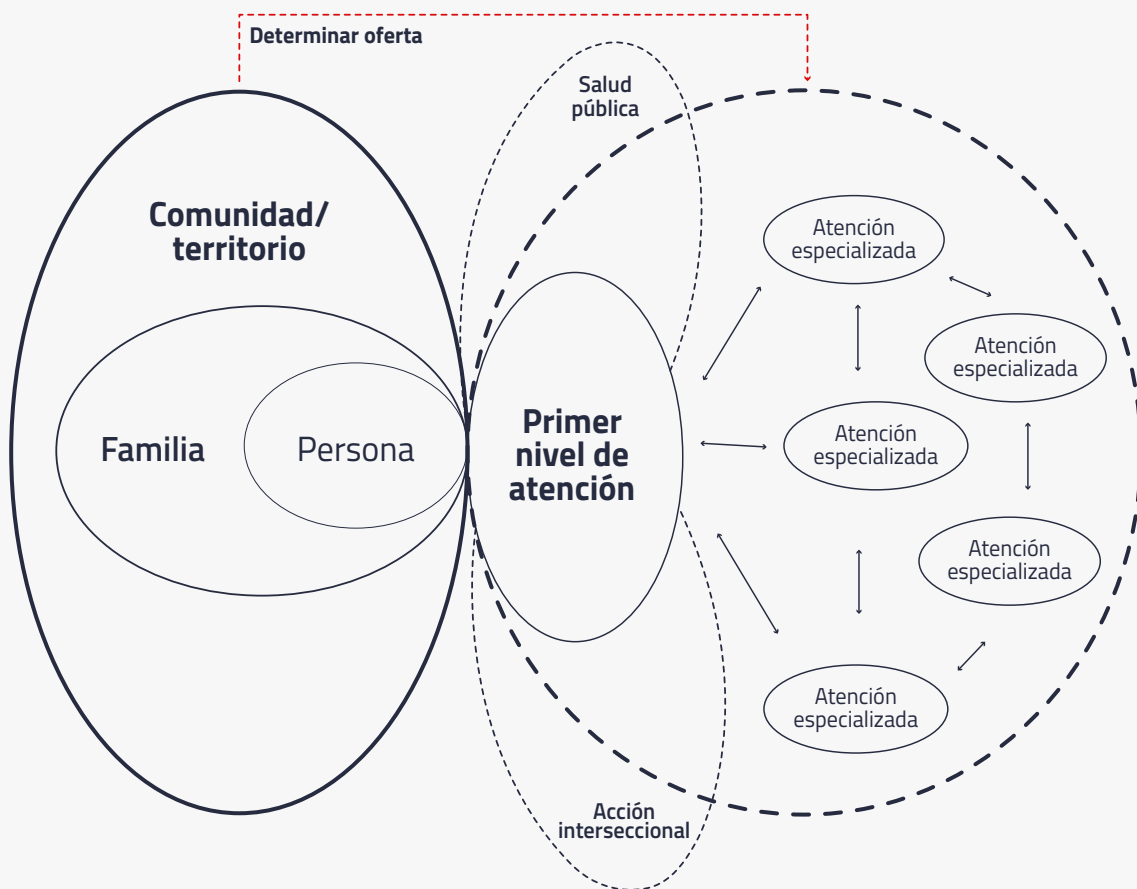 Determinar oferta
Salud
pública
Comunidad/
territorio
Familia
Persona
Primer
nivel de
atención
Atención
especializada
Atención
especializada
Atención
especializada
Atención
especializada
Atención
especializada
Acción
interseccional